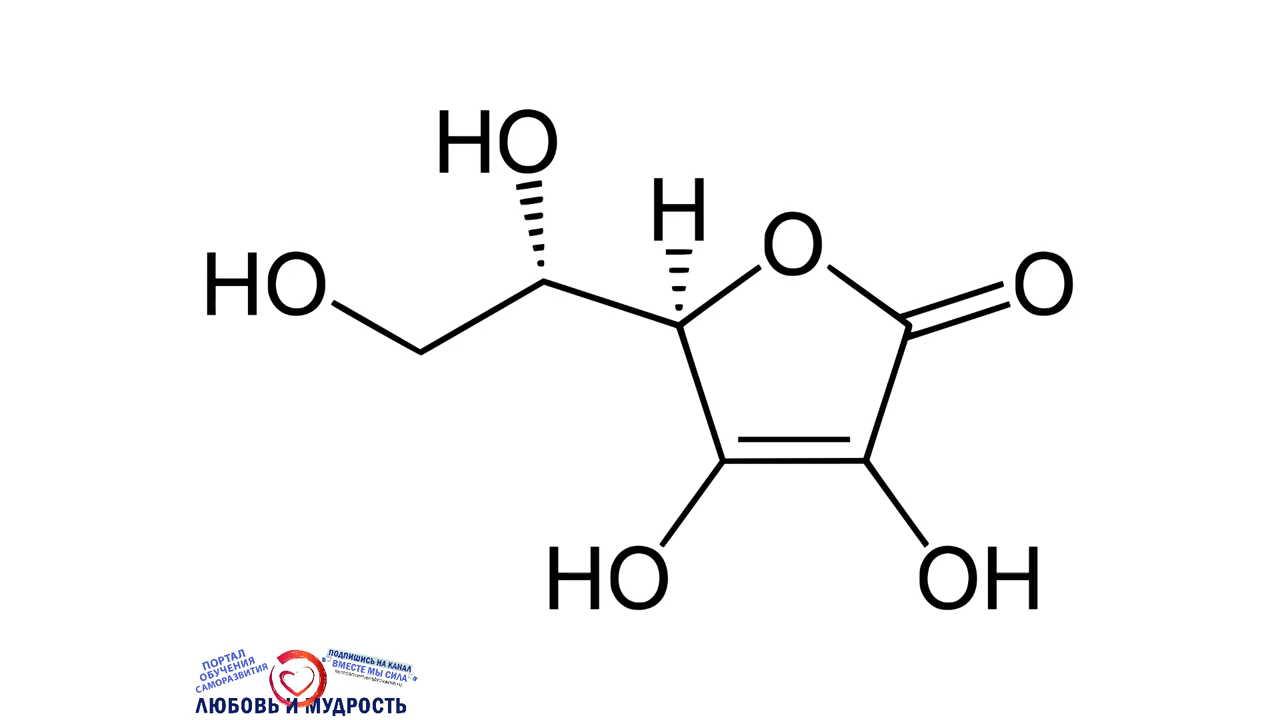 HO
H
O
HO
O
HO
OH
ПОРТАЛ
ОБУЧЕНИЯ
САМОРАЗВИТИЯ
ПОДПИШИСЬ НА КАНАЛ
ВМЕСТЕ МЫ СИЛА
ЛЮБОВЬ И МУДРОСТЬ